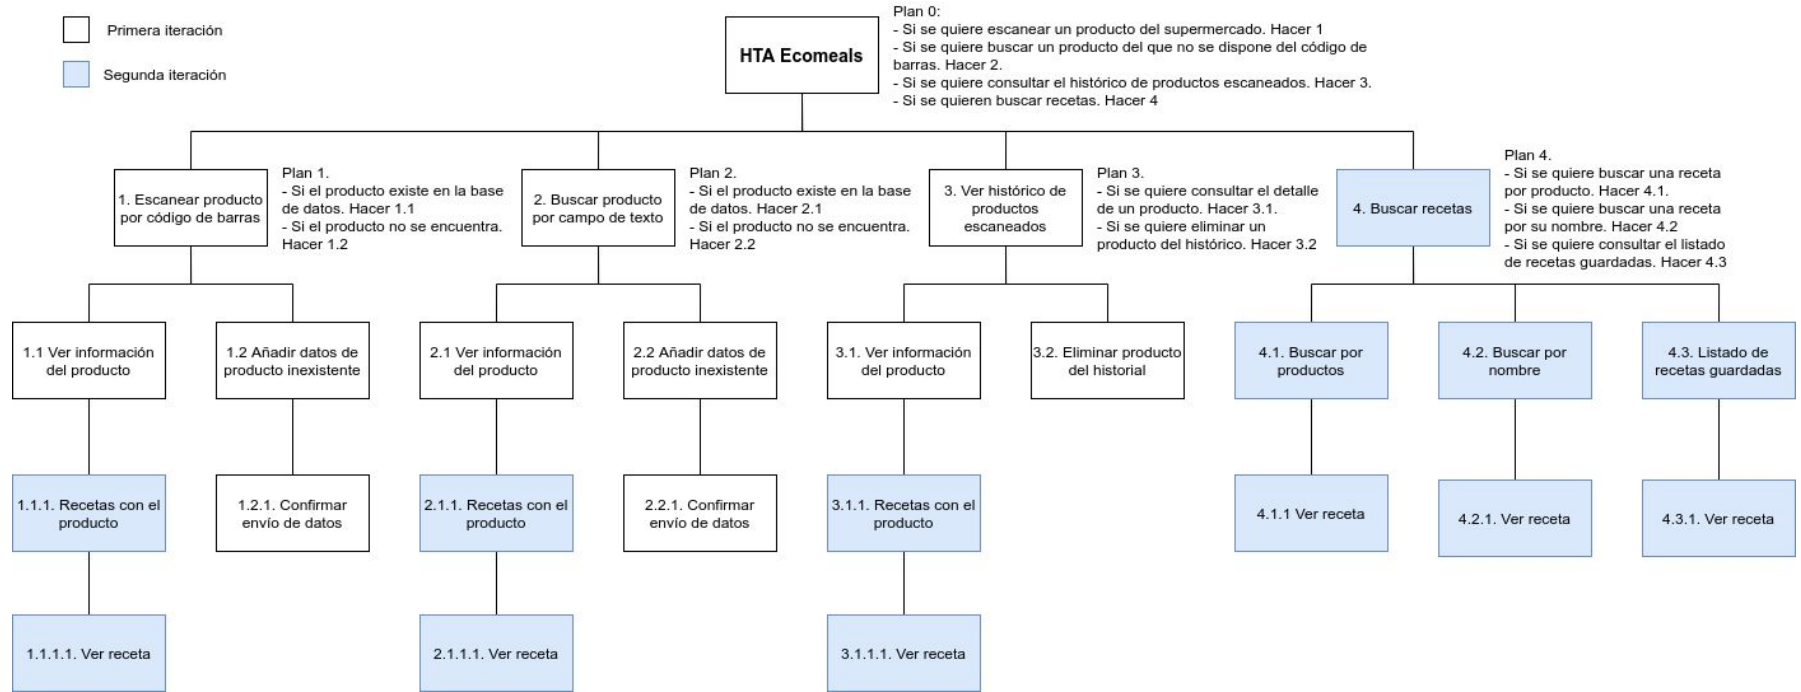 Primera iteración
Segunda iteración
HTA Ecomeals
Plan 0:
- Si se quiere escanear un producto del supermercado. Hacer 1
- Si se quiere buscar un producto del que no se dispone del código de
barras. Hacer 2.
- Si se quiere consultar el histórico de productos escaneados. Hacer 3.
- Si se quieren buscar recetas. Hacer 4
1. Escanear producto
por código de barras
Plan 1.
- Si el producto existe en la base
de datos. Hacer 1.1
- Si el producto no se encuentra.
Hacer 1.2
2. Buscar producto
por campo de texto
Plan 2.
- Si el producto existe en la base
de datos. Hacer 2.1
- Si el producto no se encuentra.
Hacer 2.2
3. Ver histórico de
productos
escaneados
Plan 3.
- Si se quiere consultar el detalle
de un producto. Hacer 3.1.
- Si se quiere eliminar un
producto del histórico. Hacer 3.2
4. Buscar recetas
Plan 4.
- Si se quiere buscar una receta
por producto. Hacer 4.1.
- Si se quiere buscar una receta
por su nombre. Hacer 4.2
- Si se quiere consultar el listado
de recetas guardadas. Hacer 4.3
1.1 Ver información
del producto
1.2 Añadir datos de
producto inexistente
2.1 Ver información
del producto
2.2 Añadir datos de
producto inexistente
3.1. Ver información
del producto
3.2. Eliminar producto
del historial
4.1. Buscar por
productos
4.2. Buscar por
nombre
4.3. Listado de
recetas guardadas
1.1.1. Recetas con el
producto
1.2.1. Confirmar
envío de datos
2.1.1. Recetas con el
producto
2.2.1. Confirmar
envío de datos
3.1.1. Recetas con el
producto
4.1.1 Ver receta
4.2.1. Ver receta
4.3.1. Ver receta
1.1.1.1. Ver receta
2.1.1.1. Ver receta
3.1.1.1. Ver receta